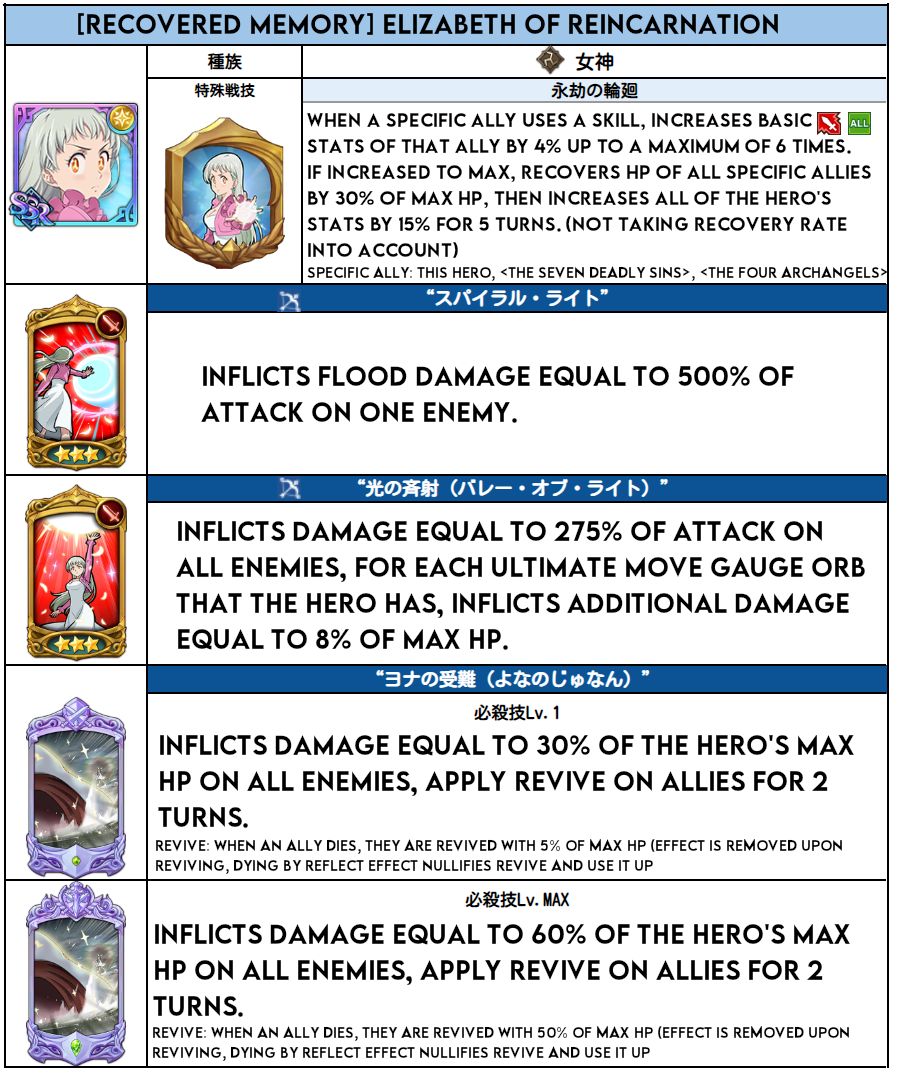 [RECOVERED MEMORY] ELIZABETH OF REINCARNATION
種族
女神
特殊戦技
永劫の輪廻
SSR
WHEN A SPECIFIC ALLY USES A SKILL, INCREASES BASIC ALL
STATS OF THAT ALLY BY 4% UP TO A MAXIMUM OF 6 TIMES.
IF INCREASED TO MAX, RECOVERS HP OF ALL SPECIFIC ALLIES
BY 30% OF MAX HP, THEN INCREASES ALL OF THE HERO'S
STATS BY 15% FOR 5 TURNS. (NOT TAKING RECOVERY RATE
INTO ACCOUNT)
SPECIFIC ALLY: THIS HERO, <THE SEVEN DEADLY SINS>, <THE FOUR ARCHANGELS>
“スパイラル・ライト”
INFLICTS FLOOD DAMAGE EQUAL TO 500% OF
ATTACK ON ONE ENEMY.
“光の斉射（バレー・オブ・ライト）”
INFLICTS DAMAGE EQUAL TO 275% OF ATTACK ON
ALL ENEMIES, FOR EACH ULTIMATE MOVE GAUGE ORB
THAT THE HERO HAS, INFLICTS ADDITIONAL DAMAGE
EQUAL TO 8% OF MAX HP.
“ヨナの受難（よなのじゅなん）”
必殺技Lv.1
INFLICTS DAMAGE EQUAL TO 30% OF THE HERO'S MAX
HP ON ALL ENEMIES, APPLY REVIVE ON ALLIES FOR 2
TURNS.
REVIVE: WHEN AN ALLY DIES, THEY ARE REVIVED WITH 5% OF MAX HP (EFFECT IS REMOVED UPON
REVIVING, DYING BY REFLECT EFFECT NULLIFIES REVIVE AND USE IT UP
必殺技Lv.MAX
INFLICTS DAMAGE EQUAL TO 60% OF THE HERO'S MAX
HP ON ALL ENEMIES, APPLY REVIVE ON ALLIES FOR 2
TURNS.
REVIVE: WHEN AN ALLY DIES, THEY ARE REVIVED WITH 50% OF MAX HP (EFFECT IS REMOVED UPON
REVIVING, DYING BY REFLECT EFFECT NULLIFIES REVIVE AND USE IT UP